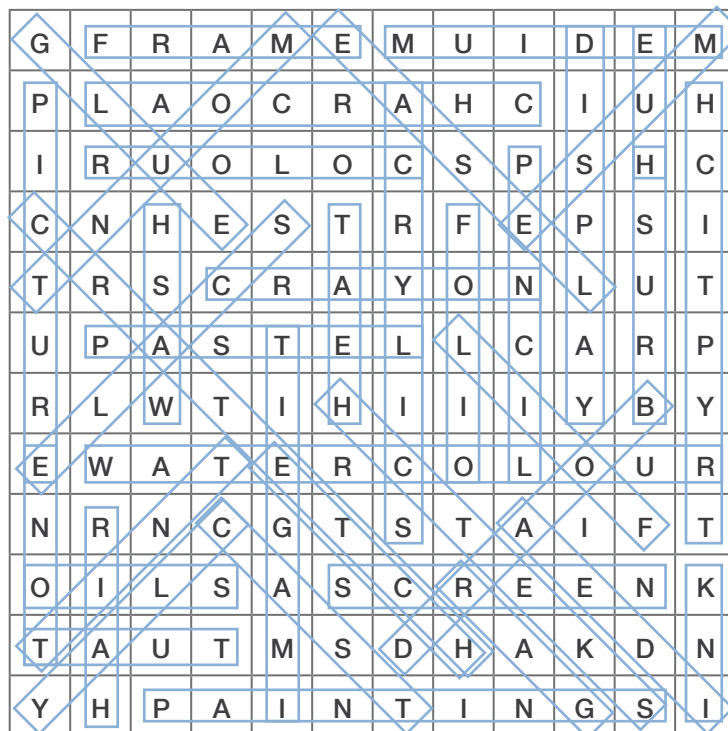 G F R A M E M U I D E M
P L A O C R A H C I U H
I R U O L O C S P S H C
C N H E S T R F E P S I
T R S C R A Y O N L U T
U P A S T E L L C A R P
R L W T I H I I I Y B Y
E W A T E R C O L O U R
N R N C G T S T A I F T
O I L S A S C R E E N K
T A U T M S D H A K D N
Y H P A I N T I N G S I